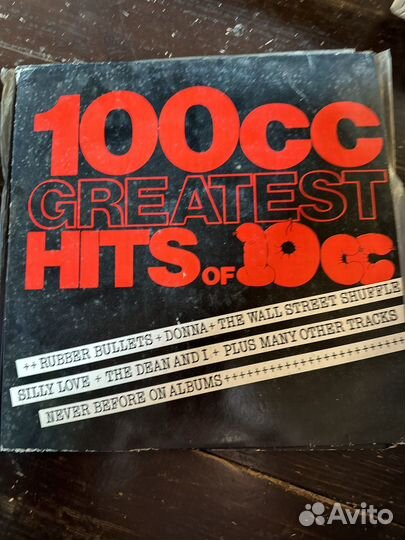 100cc
GREATEST
HITS OF 10cc
++ RUBBER BULLETS + DONNA + THE WALL STREET SHUFFLE
SILLY LOVE + THE DEAN AND I + PLUS MANY OTHER TRACKS
NEVER BEFORE ON ALBUMS ++++++++++++++++++++
Avito